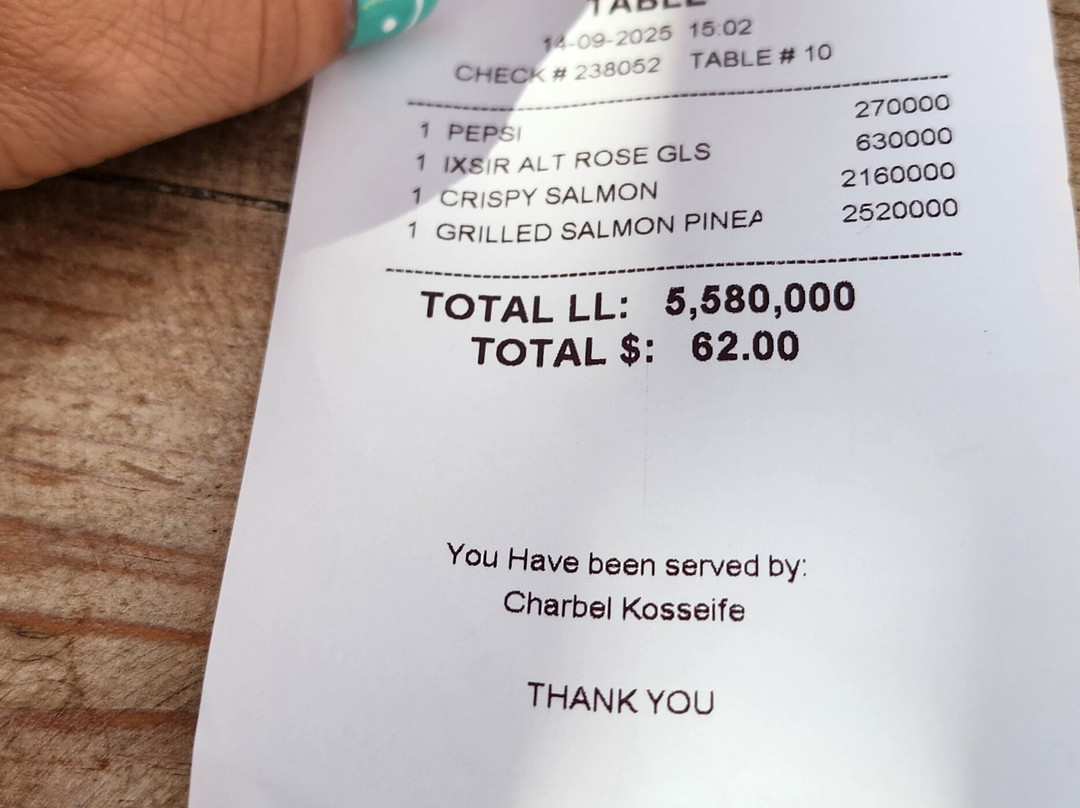 TABLE
14-09-2025 15:02
CHECK # 238052 TABLE # 10
1 PEPSI 270000
1 IXSIR ALT ROSE GLS 630000
1 CRISPY SALMON 2160000
1 GRILLED SALMON PINEA 2520000
TOTAL LL: 5,580,000
TOTAL $: 62.00
You Have been served by:
Charbel Kosseife
THANK YOU